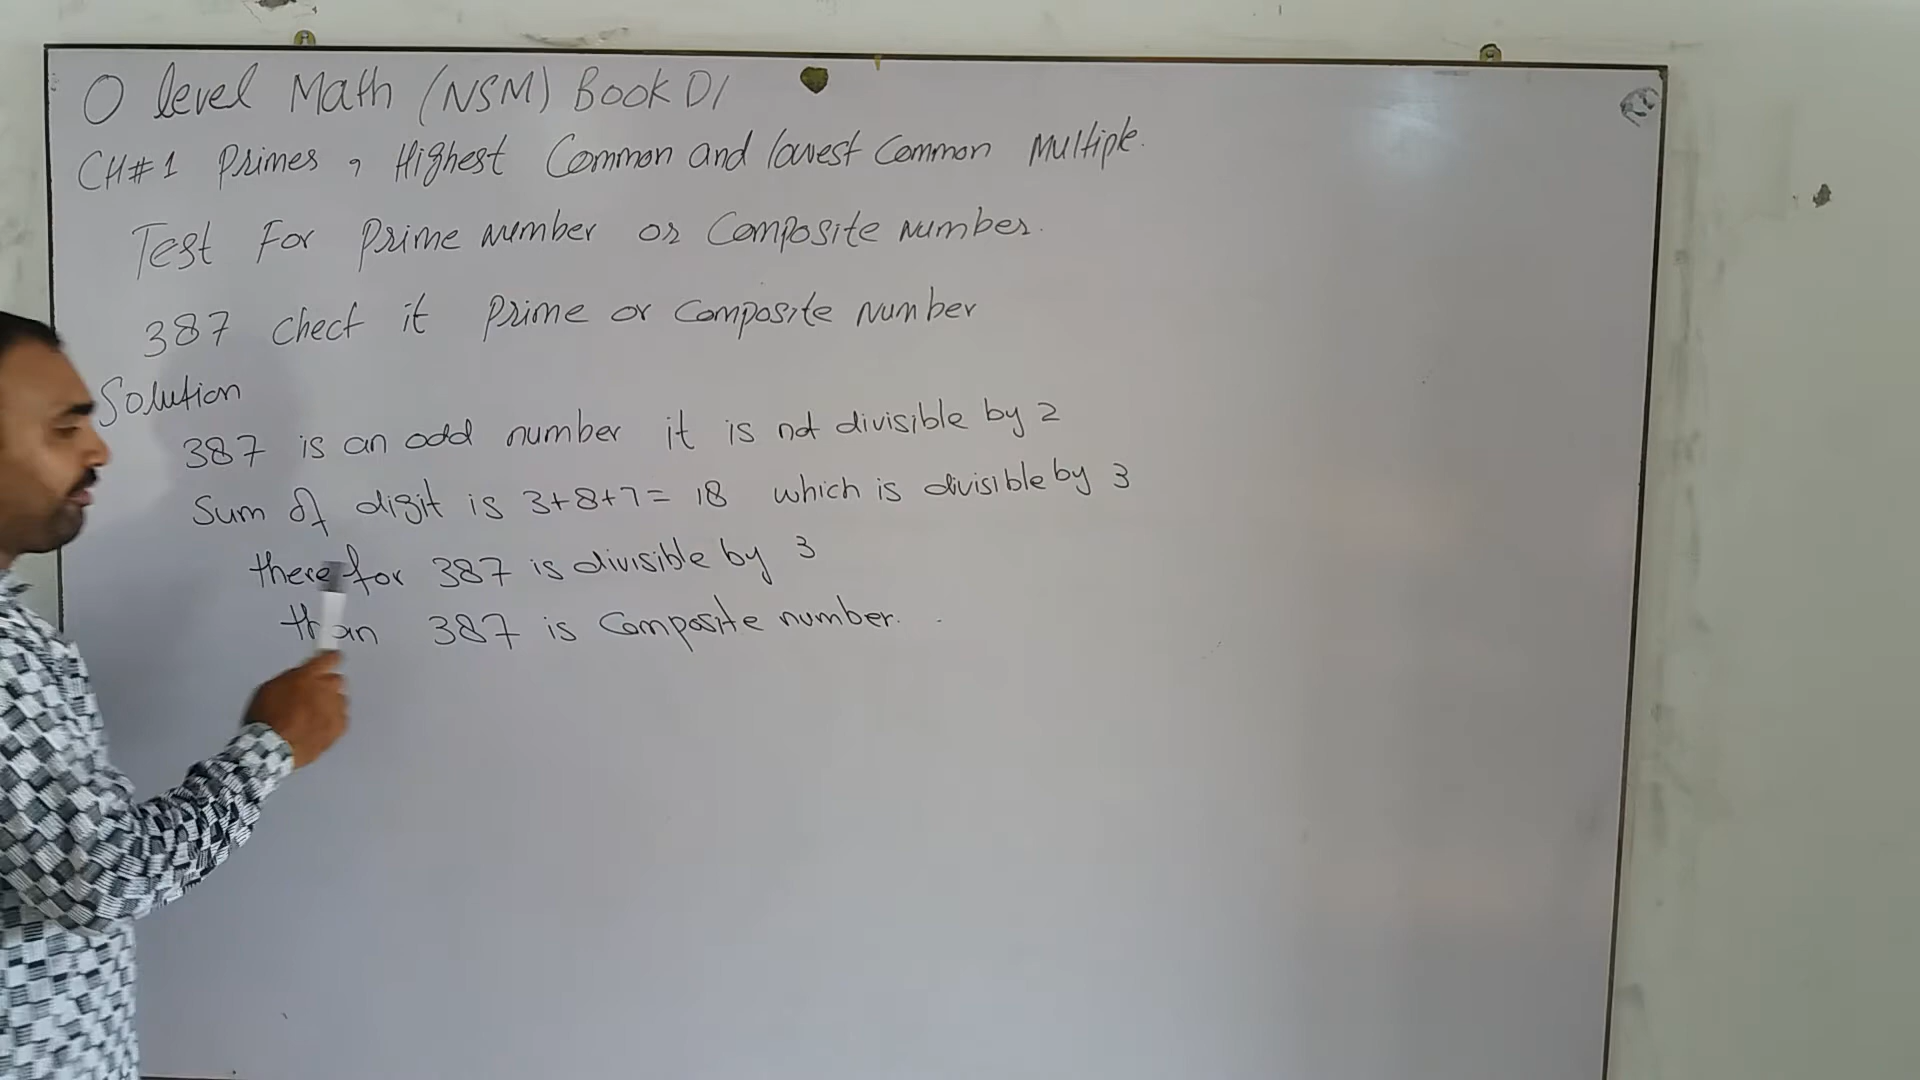 O level Math (NSM) Book D1
CH#1 Primes, Highest Common and lowest Common Multiple.
Test For Prime number or Composite number.
387 chect it Prime or Composite Number
Solution
387 is an odd number it is not divisible by 2
Sum of digit is 3+8+7= 18 which is divisible by 3
therefor 387 is divisible by 3
than 387 is Composite number.